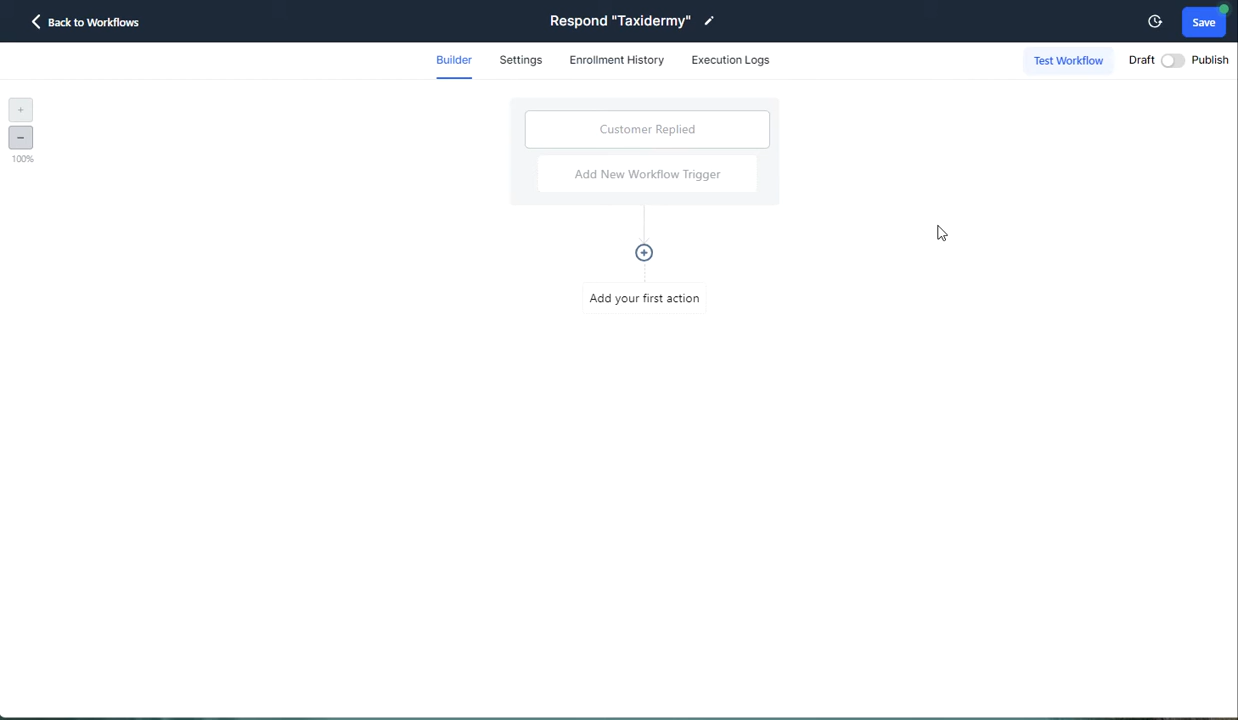 Back to Workflows
Respond "Taxidermy"
Save
Builder
Settings
Enrollment History
Execution Logs
Test Workflow
Draft
Publish
+
−
100%
Customer Replied
Add New Workflow Trigger
+
Add your first action